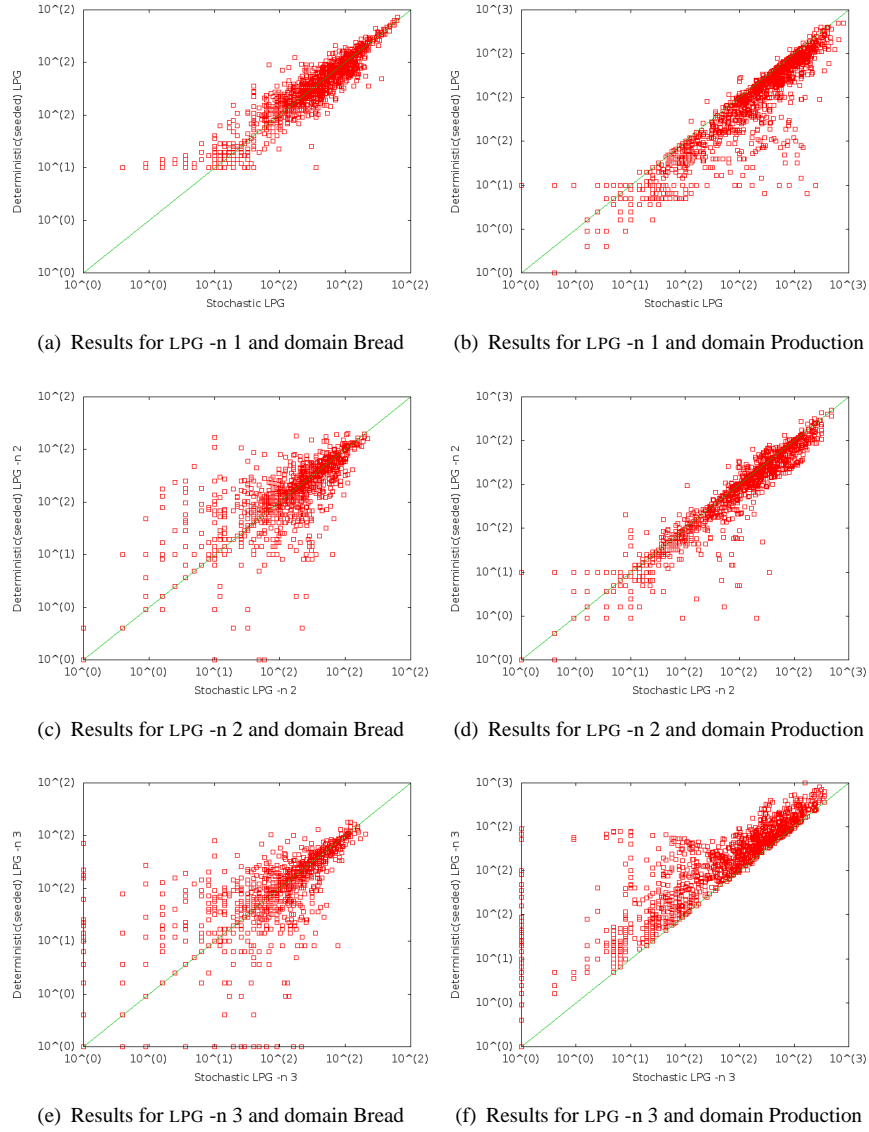 10^(2)
10^(2)
10^(2)
10^(1)
10^(0)
10^(0)
Deterministic(seeded) LPG
10^(0) 10^(0) 10^(1) 10^(2) 10^(2) 10^(2)
Stochastic LPG
(a) Results for LPG -n 1 and domain Bread
10^(3)
10^(2)
10^(2)
10^(2)
10^(1)
10^(0)
10^(0)
Deterministic(seeded) LPG
10^(0) 10^(0) 10^(1) 10^(2) 10^(2) 10^(2) 10^(3)
Stochastic LPG
(b) Results for LPG -n 1 and domain Production
10^(2)
10^(2)
10^(2)
10^(1)
10^(0)
10^(0)
Deterministic(seeded) LPG -n 2
10^(0) 10^(0) 10^(1) 10^(2) 10^(2) 10^(2)
Stochastic LPG -n 2
(c) Results for LPG -n 2 and domain Bread
10^(3)
10^(2)
10^(2)
10^(2)
10^(1)
10^(0)
10^(0)
Deterministic(seeded) LPG -n 2
10^(0) 10^(0) 10^(1) 10^(2) 10^(2) 10^(2) 10^(3)
Stochastic LPG -n 2
(d) Results for LPG -n 2 and domain Production
10^(2)
10^(2)
10^(2)
10^(1)
10^(0)
10^(0)
Deterministic(seeded) LPG -n 3
10^(0) 10^(0) 10^(1) 10^(2) 10^(2) 10^(2)
Stochastic LPG -n 3
(e) Results for LPG -n 3 and domain Bread
10^(3)
10^(2)
10^(2)
10^(2)
10^(1)
10^(0)
10^(0)
Deterministic(seeded) LPG -n 3
10^(0) 10^(0) 10^(1) 10^(2) 10^(2) 10^(2) 10^(3)
Stochastic LPG -n 3
(f) Results for LPG -n 3 and domain Production